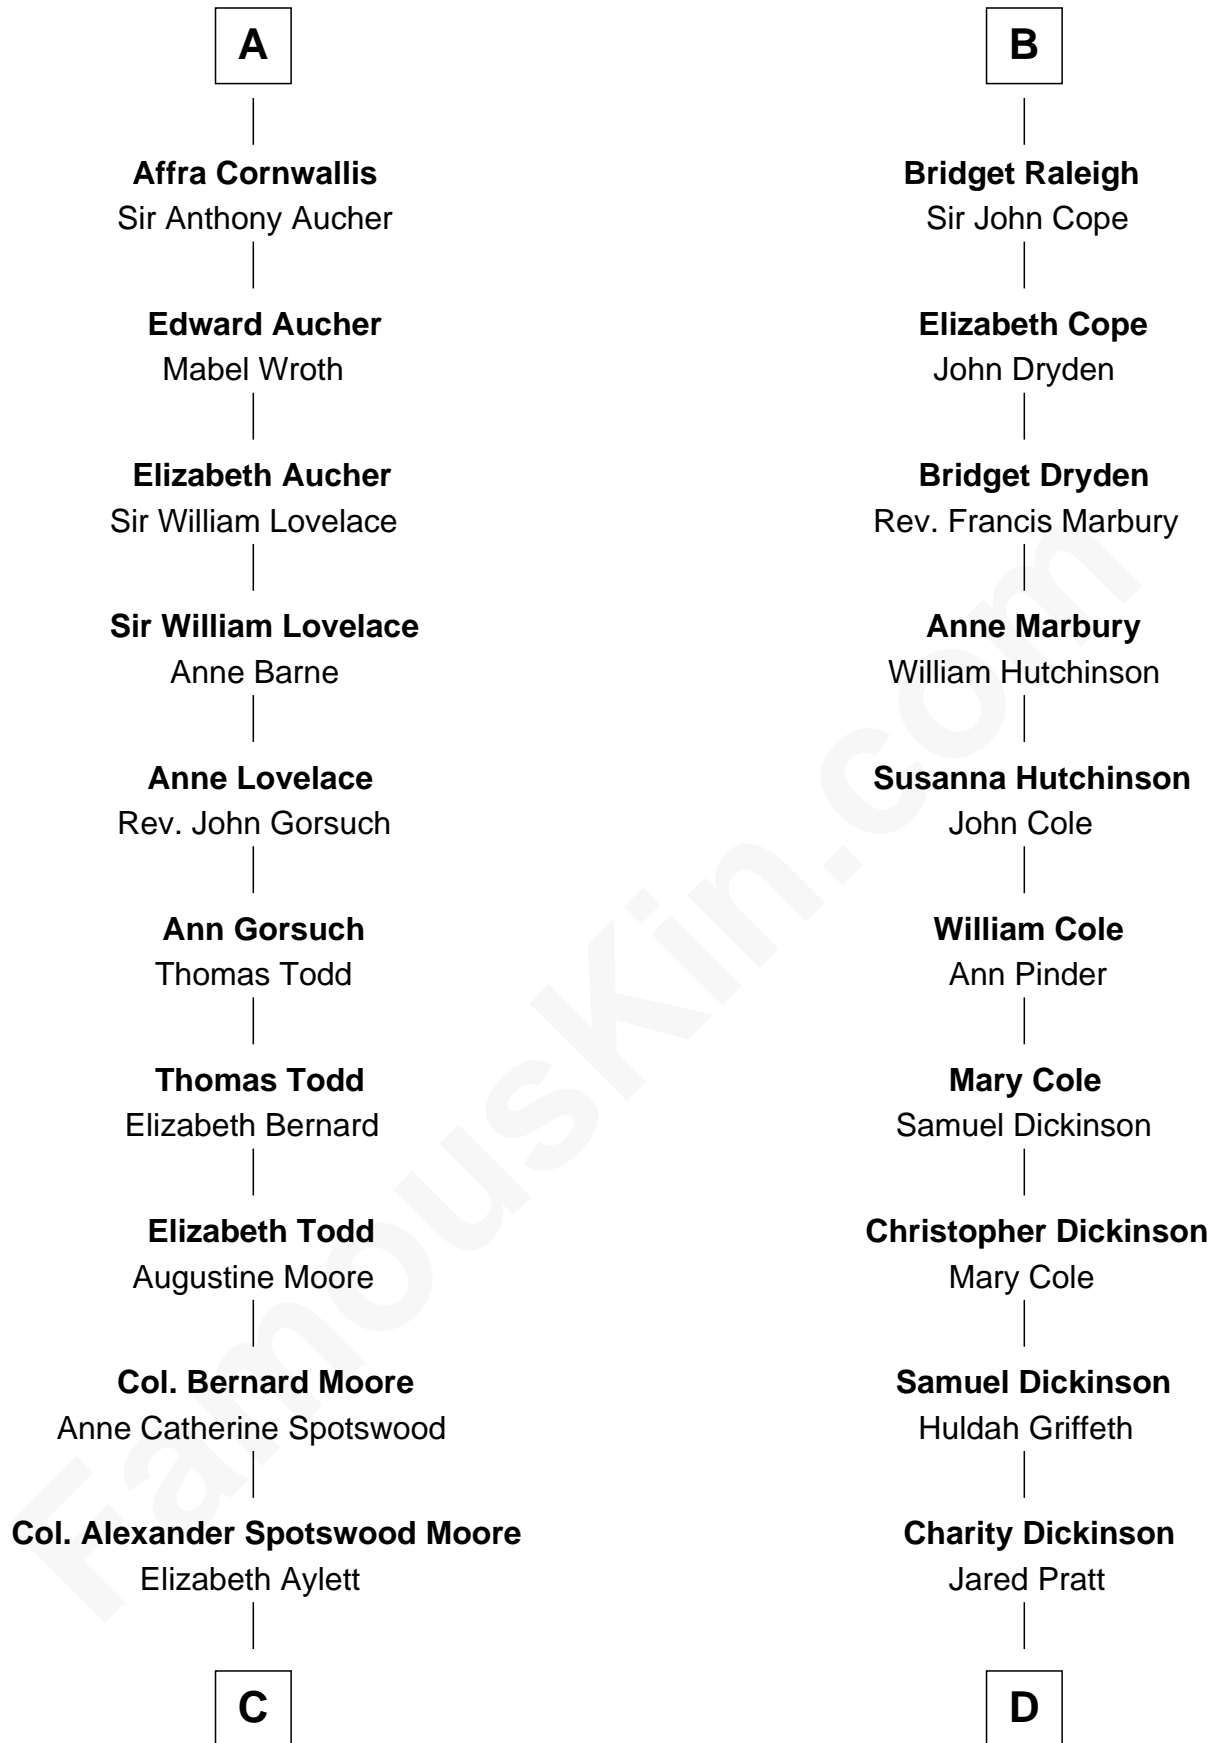 A
Affra Cornwallis
Sir Anthony Aucher
Edward Aucher
Mabel Wroth
Elizabeth Aucher
Sir William Lovelace
Sir William Lovelace
Anne Barne
Anne Lovelace
Rev. John Gorsuch
Ann Gorsuch
Thomas Todd
Thomas Todd
Elizabeth Bernard
Elizabeth Todd
Augustine Moore
Col. Bernard Moore
Anne Catherine Spotswood
Col. Alexander Spotswood Moore
Elizabeth Aylett
C
B
Bridget Raleigh
Sir John Cope
Elizabeth Cope
John Dryden
Bridget Dryden
Rev. Francis Marbury
Anne Marbury
William Hutchinson
Susanna Hutchinson
John Cole
William Cole
Ann Pinder
Mary Cole
Samuel Dickinson
Christopher Dickinson
Mary Cole
Samuel Dickinson
Huldah Griffeth
Charity Dickinson
Jared Pratt
D
FamousKin.com